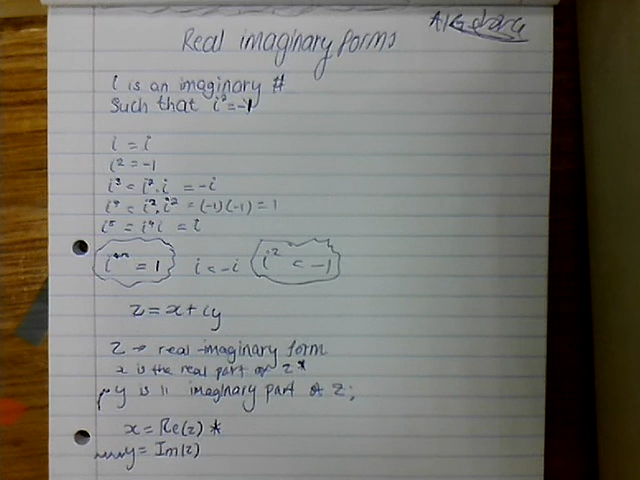 Algebra
Real imaginary forms
i is an imaginary #
Such that i² = -1
i = i
i² = -1
i³ = i².i = -i
i⁴ = i².i² = (-1)(-1) = 1
i⁵ = i⁴i = i
i⁴ⁿ = 1 i = -i i² = -1
z = x + iy
Z → real-imaginary form
x is the real part of z *
y is 11 imaginary part of z;
x = Re(z) *
y = Im(z)